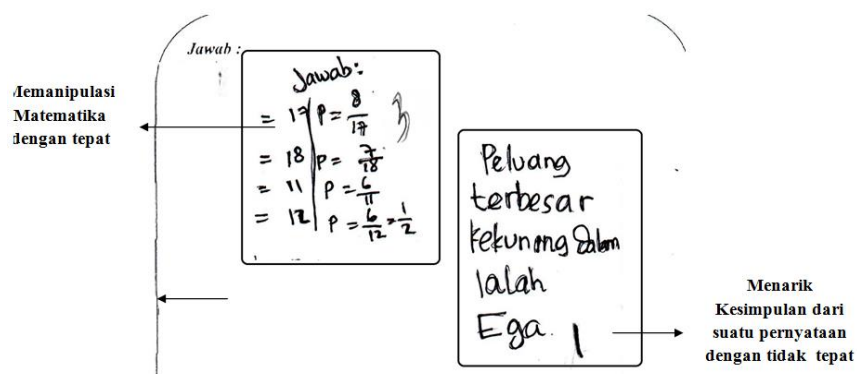 Jawab :
Memanipulasi
Matematika
dengan tepat
Jawab:
= 17 | P = 8/17
= 18 | P = 7/18
= 11 | P = 6/11
= 12 | P = 6/12 = 1/2
Peluang
terbesar
kekunang dalam
Ialah
Ega.
Menarik
Kesimpulan dari
suatu pernyataan
dengan tidak tepat